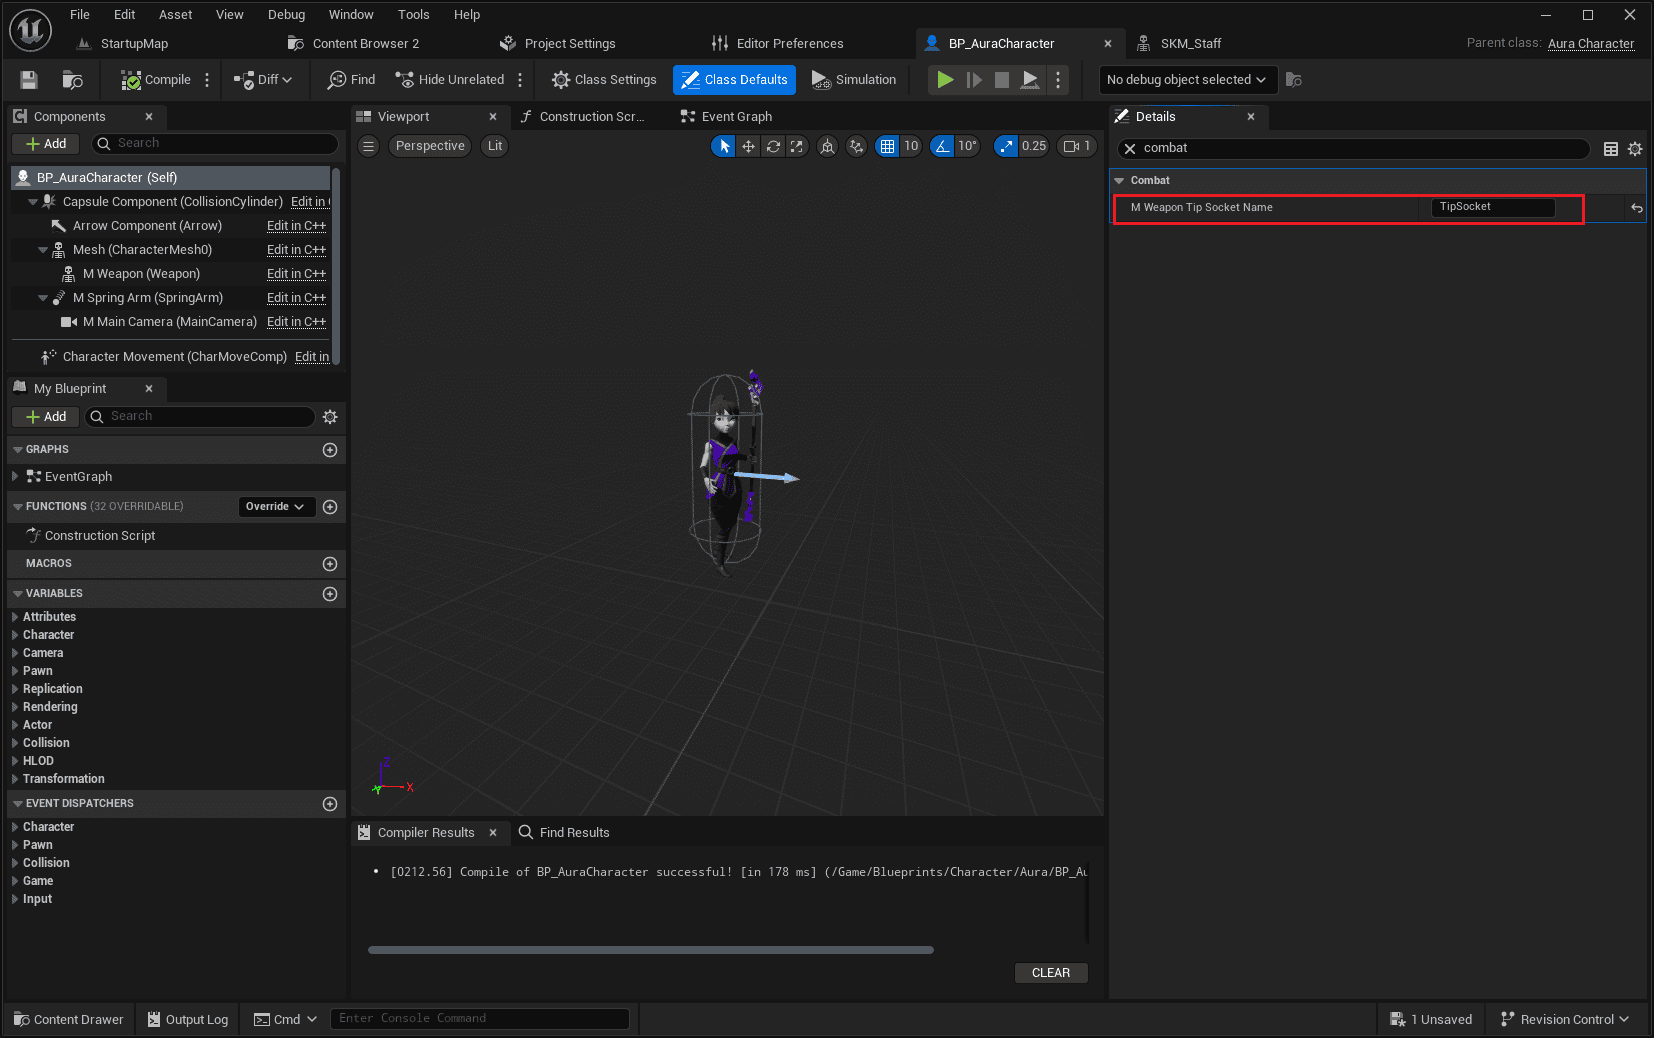 File Edit Asset View Debug Window Tools Help
StartupMap Content Browser 2 Project Settings Editor Preferences BP_AuraCharacter SKM_Staff Parent class: Aura Character
Compile Diff Find Hide Unrelated Class Settings Class Defaults Simulation No debug object selected
Components
Add Search
BP_AuraCharacter (Self)
Capsule Component (CollisionCylinder) Edit in
Arrow Component (Arrow) Edit in C++
Mesh (CharacterMesh0) Edit in C++
M Weapon (Weapon) Edit in C++
M Spring Arm (SpringArm) Edit in C++
M Main Camera (MainCamera) Edit in C++
Character Movement (CharMoveComp) Edit in
My Blueprint
Add Search
GRAPHS
EventGraph
FUNCTIONS (32 OVERRIDABLE) Override
Construction Script
MACROS
VARIABLES
Attributes
Character
Camera
Pawn
Replication
Rendering
Actor
Collision
HLOD
Transformation
EVENT DISPATCHERS
Character
Pawn
Collision
Game
Input
Viewport Construction Scr... Event Graph
Perspective Lit 10 10° 0.25 1
Z
X
Y
Compiler Results Find Results
• [0212.56] Compile of BP_AuraCharacter successful! [in 178 ms] (/Game/Blueprints/Character/Aura/BP_Au
CLEAR
Details
combat
Combat
M Weapon Tip Socket Name TipSocket
Content Drawer Output Log Cmd Enter Console Command 1 Unsaved Revision Control